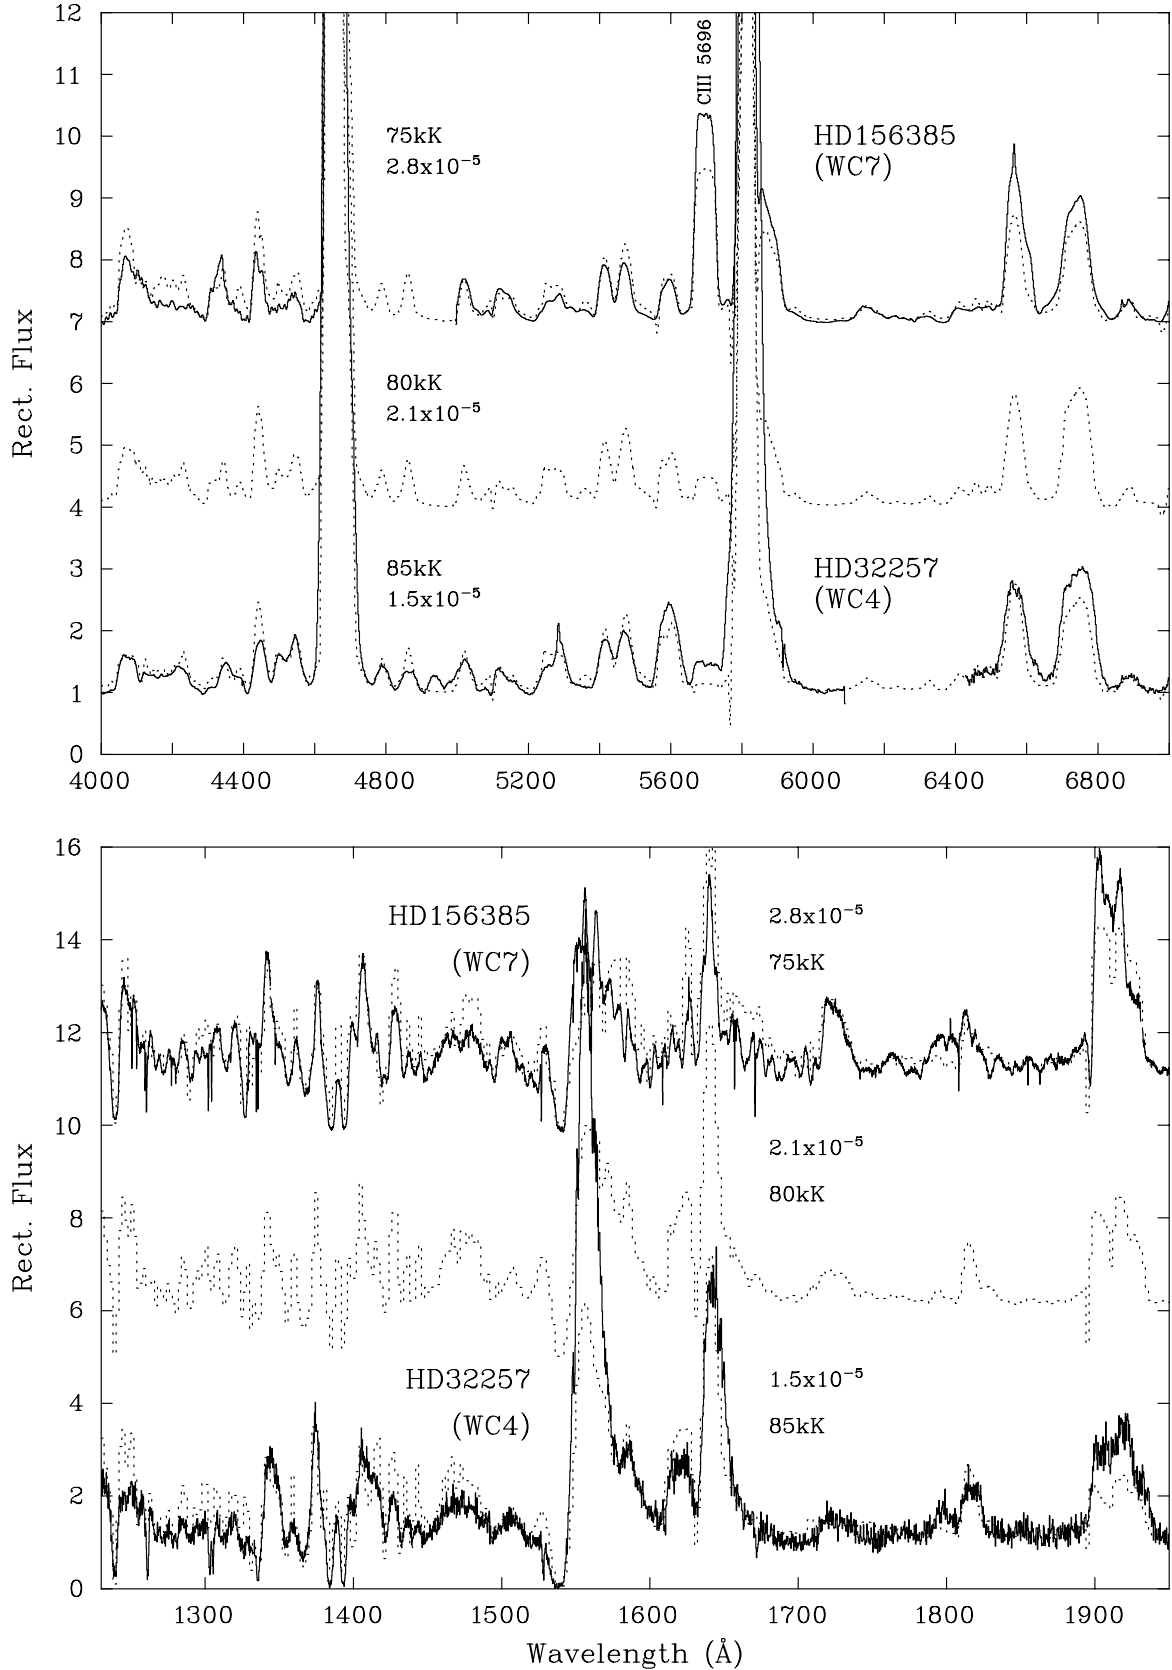 12
11
10
9
8
7
6
5
4
3
2
1
0
Rect. Flux
CIII 5696
75kK
2.8x10⁻⁵
HD156385
(WC7)
80kK
2.1x10⁻⁵
85kK
1.5x10⁻⁵
HD32257
(WC4)
4000 4400 4800 5200 5600 6000 6400 6800
16
14
12
10
8
6
4
2
0
Rect. Flux
HD156385
(WC7)
2.8x10⁻⁵
75kK
2.1x10⁻⁵
80kK
HD32257
(WC4)
1.5x10⁻⁵
85kK
1300 1400 1500 1600 1700 1800 1900
Wavelength (Å)